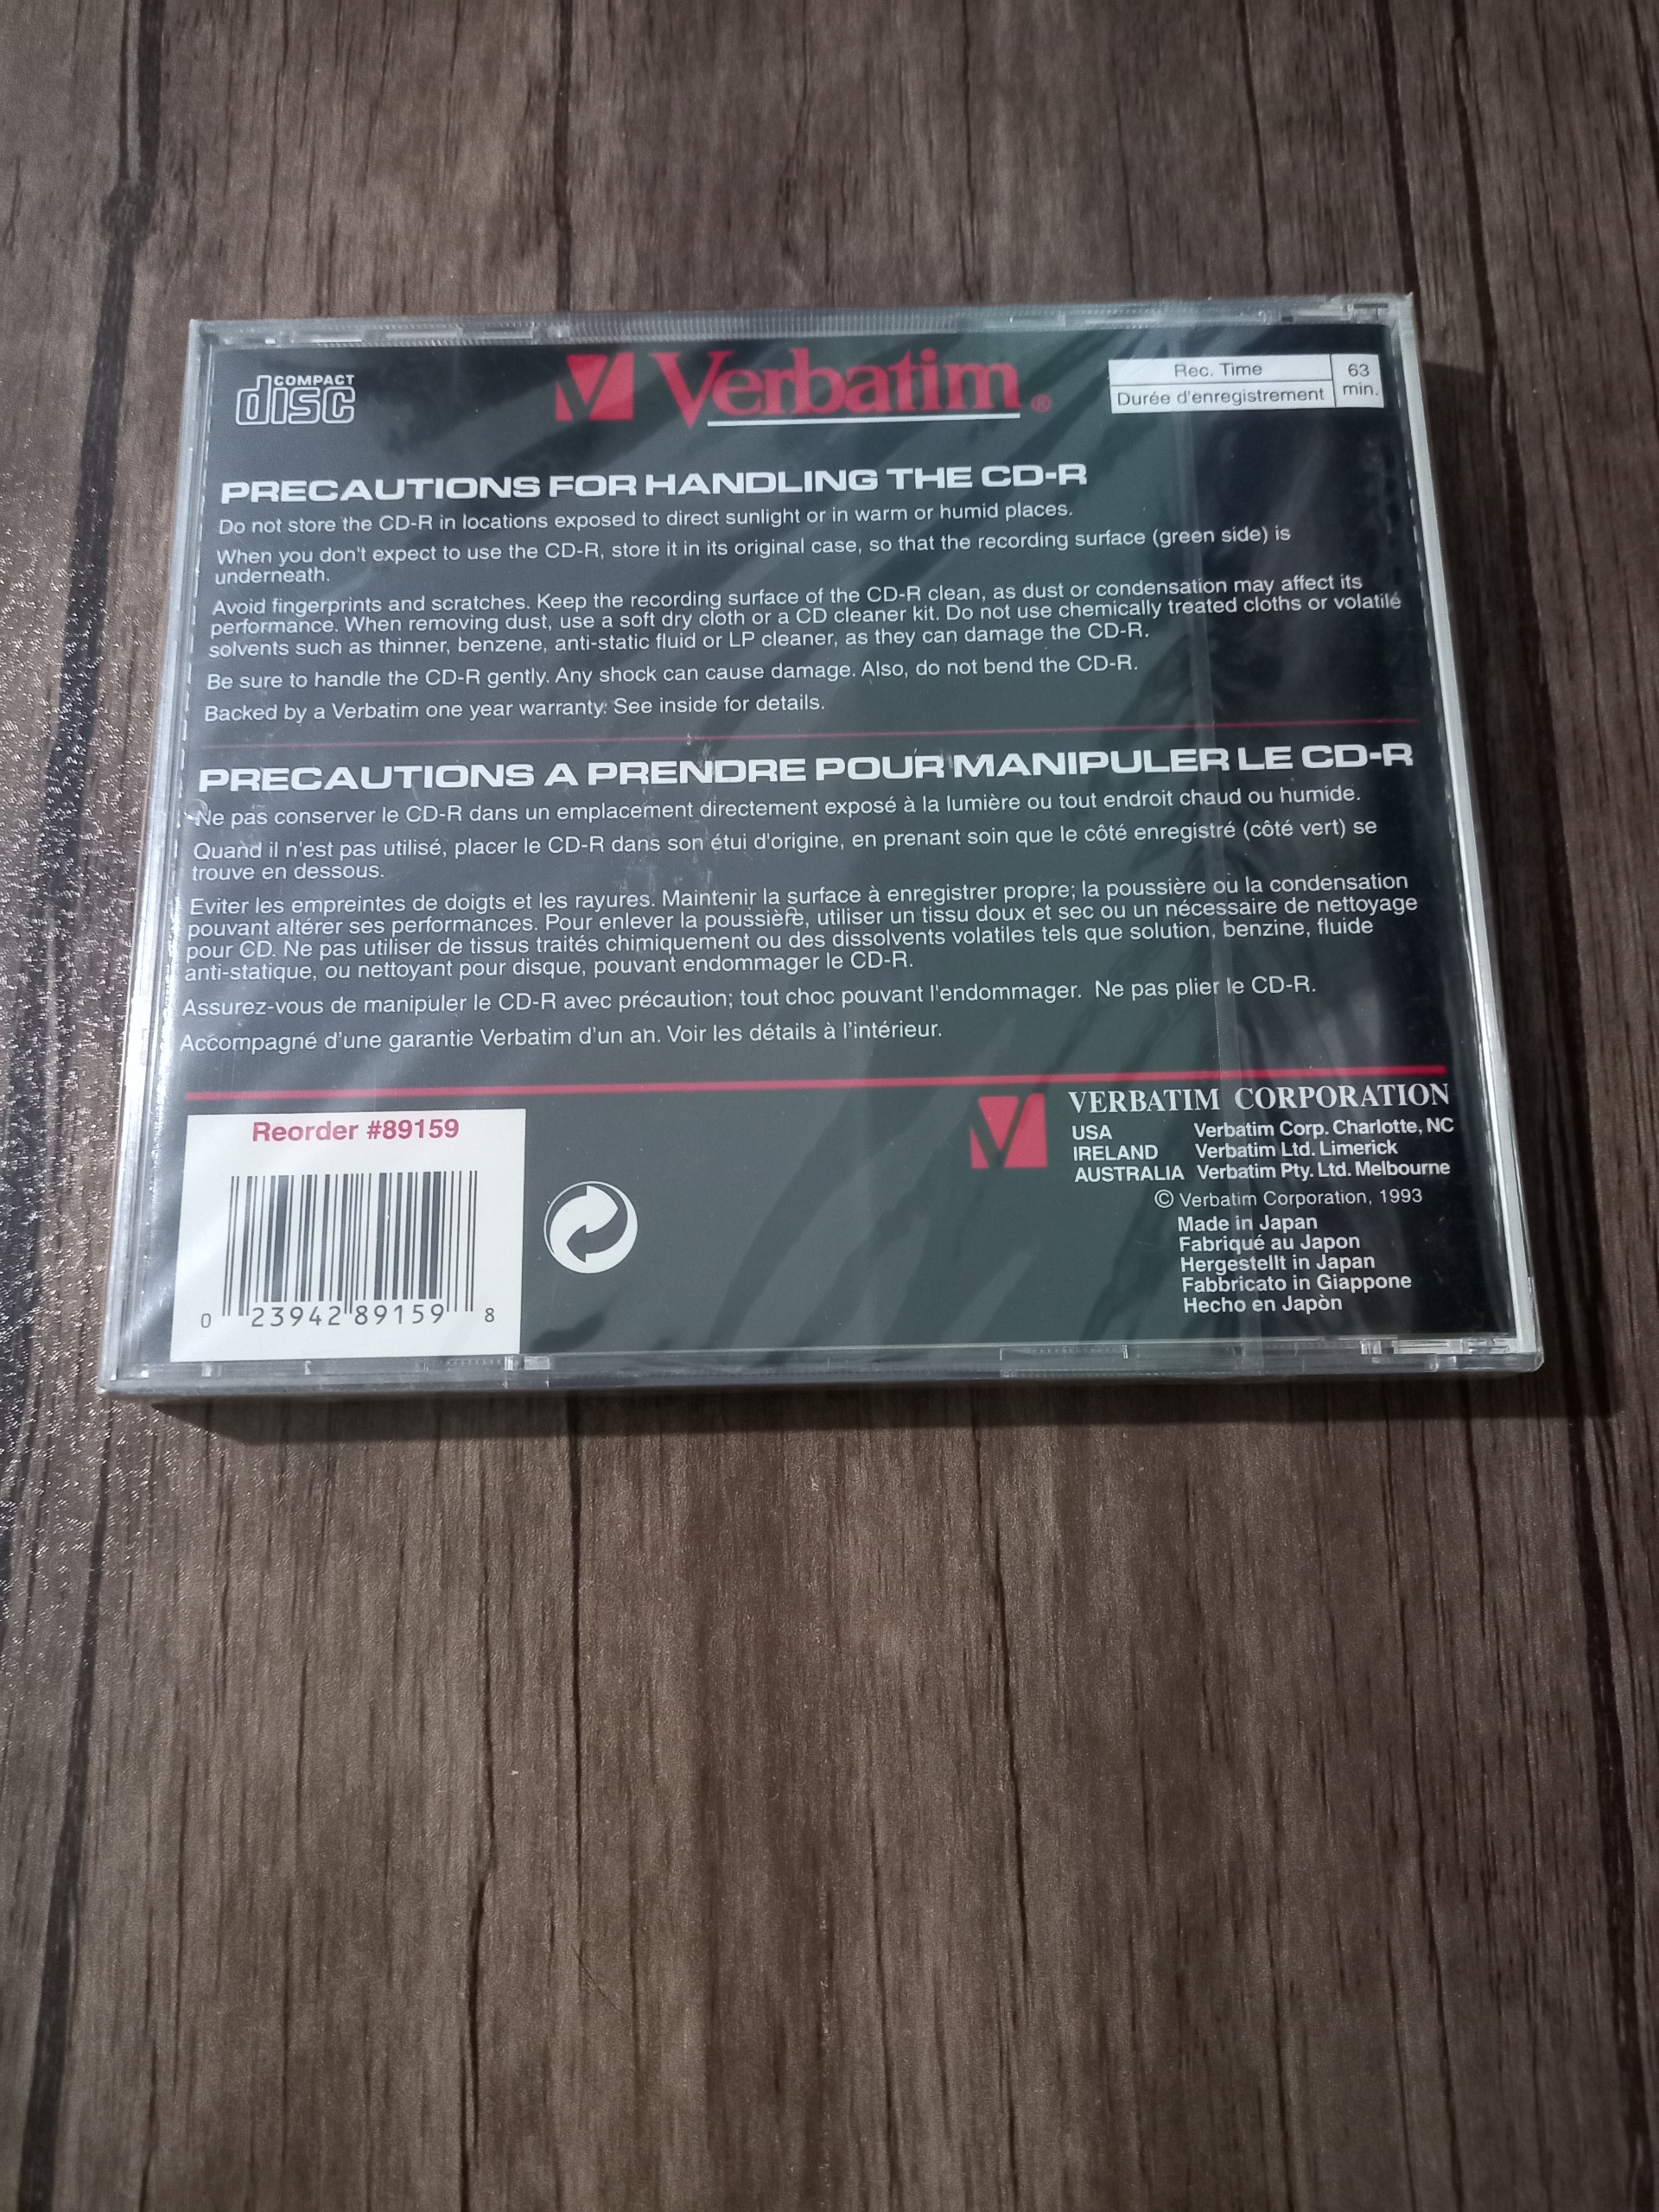 COMPACT
disc
Verbatim®
Rec. Time
Durée d'enregistrement
63
min.
PRECAUTIONS FOR HANDLING THE CD-R
Do not store the CD-R in locations exposed to direct sunlight or in warm or humid places.
When you don't expect to use the CD-R, store it in its original case, so that the recording surface (green side) is
underneath.
Avoid fingerprints and scratches. Keep the recording surface of the CD-R clean, as dust or condensation may affect its
performance. When removing dust, use a soft dry cloth or a CD cleaner kit. Do not use chemically treated cloths or volatile
solvents such as thinner, benzene, anti-static fluid or LP cleaner, as they can damage the CD-R.
Be sure to handle the CD-R gently. Any shock can cause damage. Also, do not bend the CD-R.
Backed by a Verbatim one year warranty. See inside for details.
PRECAUTIONS A PRENDRE POUR MANIPULER LE CD-R
Ne pas conserver le CD-R dans un emplacement directement exposé à la lumière ou tout endroit chaud ou humide.
Quand il n'est pas utilisé, placer le CD-R dans son étui d'origine, en prenant soin que le côté enregistré (côté vert) se
trouve en dessous.
Eviter les empreintes de doigts et les rayures. Maintenir la surface à enregistrer propre; la poussière ou la condensation
pouvant altérer ses performances. Pour enlever la poussière, utiliser un tissu doux et sec ou un nécessaire de nettoyage
pour CD. Ne pas utiliser de tissus traités chimiquement ou des dissolvents volatiles tels que solution, benzine, fluide
anti-statique, ou nettoyant pour disque, pouvant endommager le CD-R.
Assurez-vous de manipuler le CD-R avec précaution; tout choc pouvant l'endommager. Ne pas plier le CD-R.
Accompagné d'une garantie Verbatim d'un an. Voir les détails à l'intérieur.
Reorder #89159
0 23942 89159 8
VERBATIM CORPORATION
USA Verbatim Corp. Charlotte, NC
IRELAND Verbatim Ltd. Limerick
AUSTRALIA Verbatim Pty. Ltd. Melbourne
© Verbatim Corporation, 1993
Made in Japan
Fabriqué au Japon
Hergestellt in Japan
Fabbricato in Giappone
Hecho en Japòn